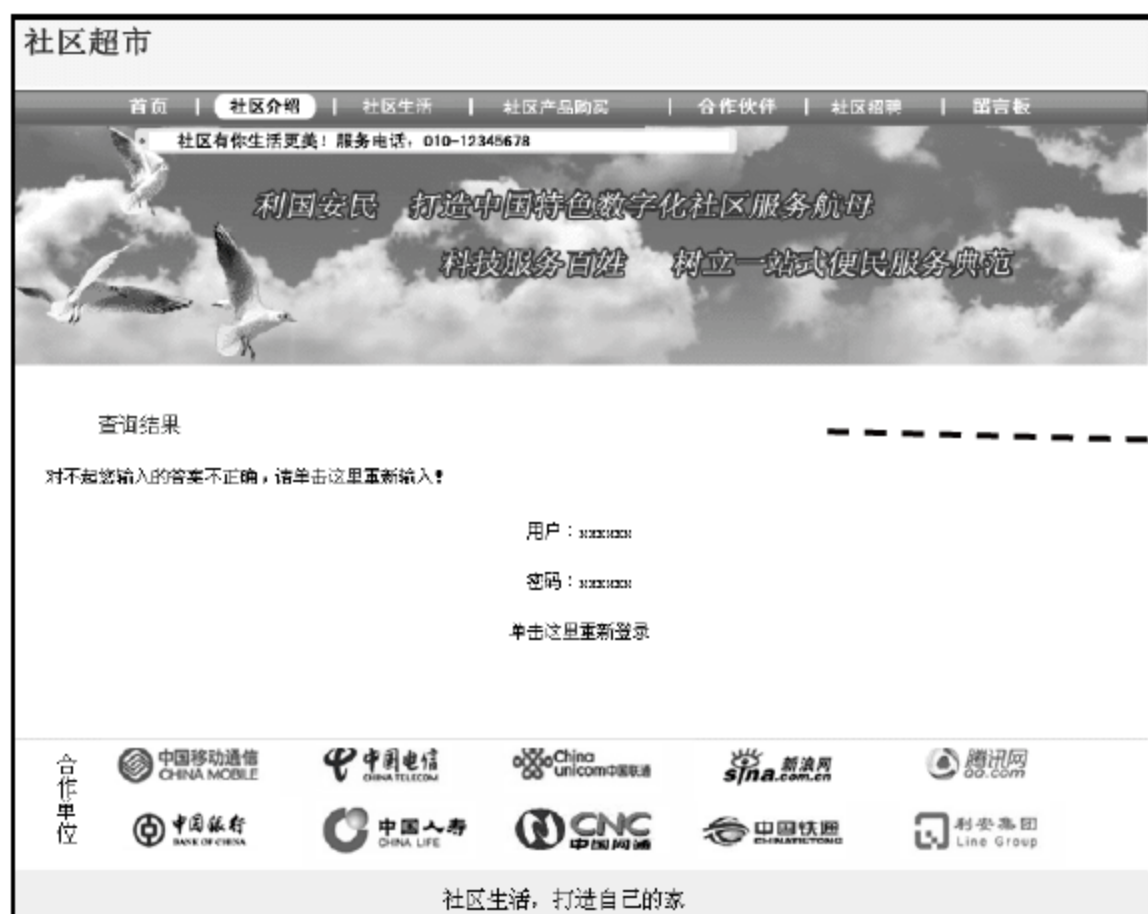 社区超市
首页 | 社区介绍 | 社区生活 | 社区产品购买 | 合作伙伴 | 社区招聘 | 留言板
社区有你生活更美！服务电话：010-12345678
利国安民 打造中国特色数字化社区服务航母
科技服务百姓 树立一站式便民服务典范
查询结果
对不起您输入的答案不正确，请单击这里重新输入！
用户：xxxxxx
密码：xxxxxx
单击这里重新登录
合作单位
中国移动通信 CHINA MOBILE
中国电信 CHINA TELECOM
China unicom中国联通
新浪网 sina.com.cn
腾讯网 QQ.com
中国银行 BANK OF CHINA
中国人寿 CHINA LIFE
CNC 中国网通
中国铁通 CHINATIETONG
利安集团 Line Group
社区生活，打造自己的家